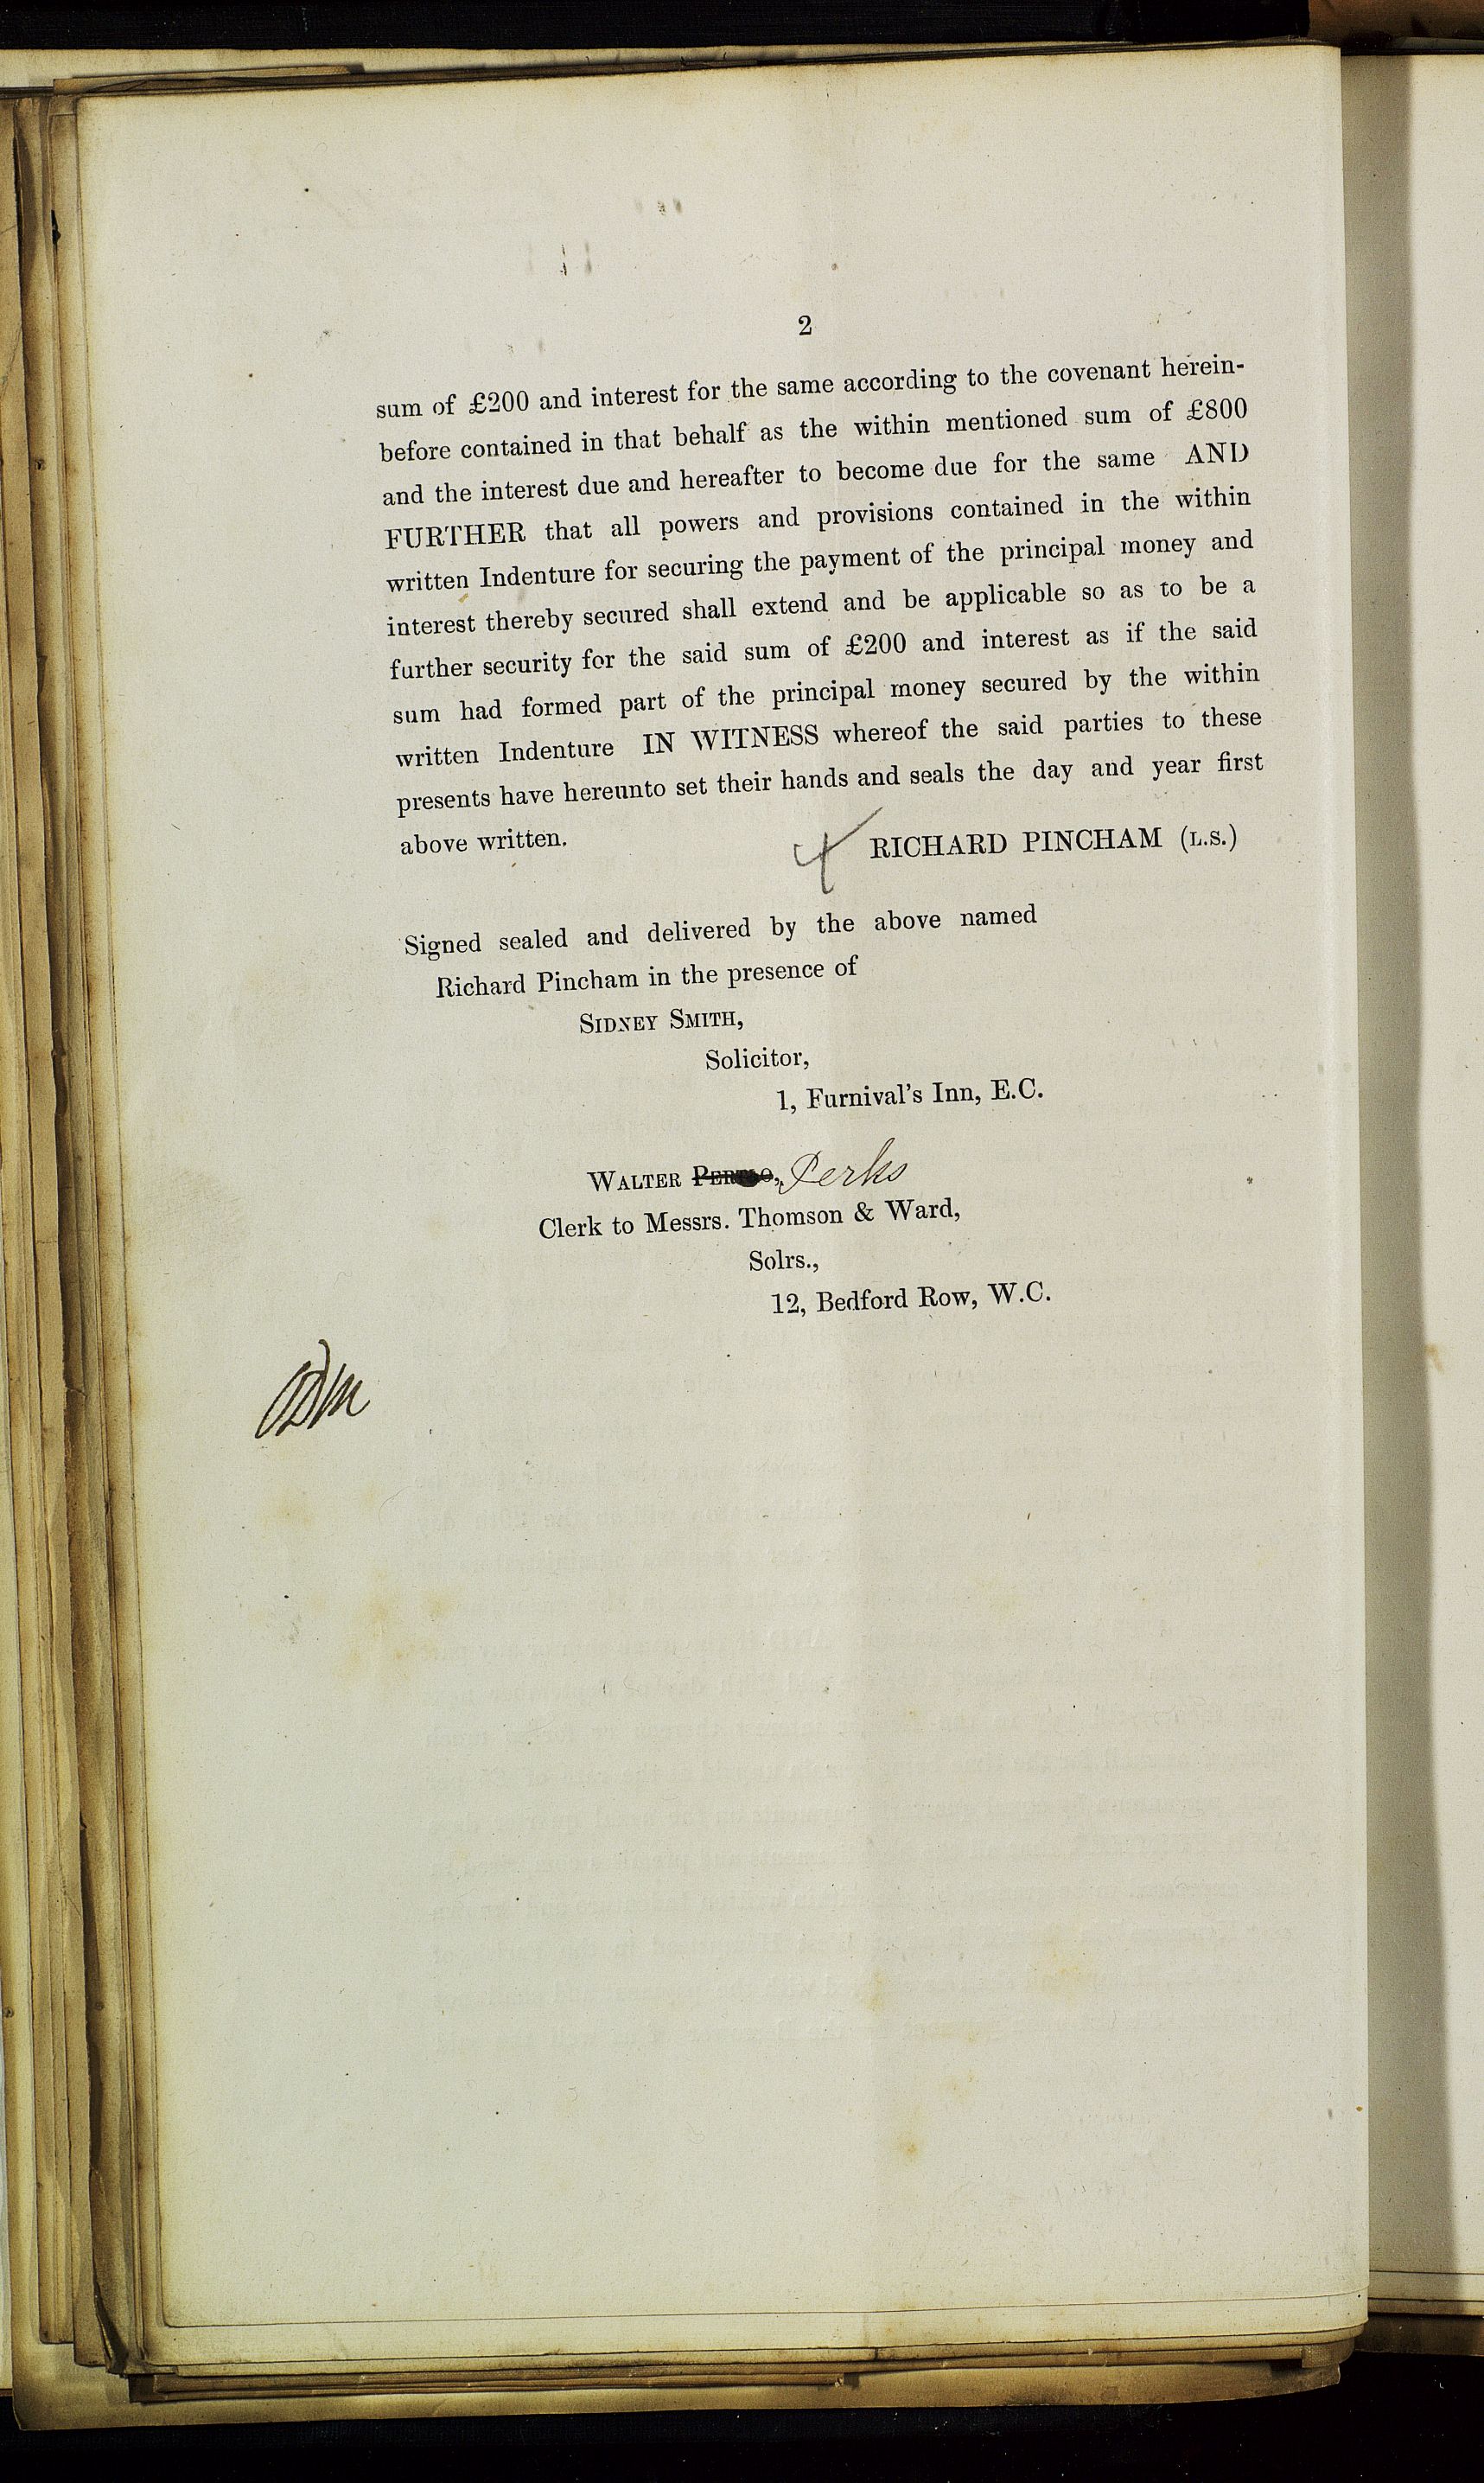 2
sum of £200 and interest for the same according to the covenant herein-
before contained in that behalf as the within mentioned sum of £800
and the interest due and hereafter to become due for the same AND
FURTHER that all powers and provisions contained in the within
written Indenture for securing the payment of the principal money and
interest thereby secured shall extend and be applicable so as to be a
further security for the said sum of £200 and interest as if the said
sum had formed part of the principal money secured by the within
written Indenture IN WITNESS whereof the said parties to these
presents have hereunto set their hands and seals the day and year first
above written.
RICHARD PINCHAM (L.S.)
Signed sealed and delivered by the above named
Richard Pincham in the presence of
SIDNEY SMITH,
Solicitor,
1, Furnival's Inn, E.C.
WALTER Perks
Clerk to Messrs. Thomson & Ward,
Solrs.,
12, Bedford Row, W.C.